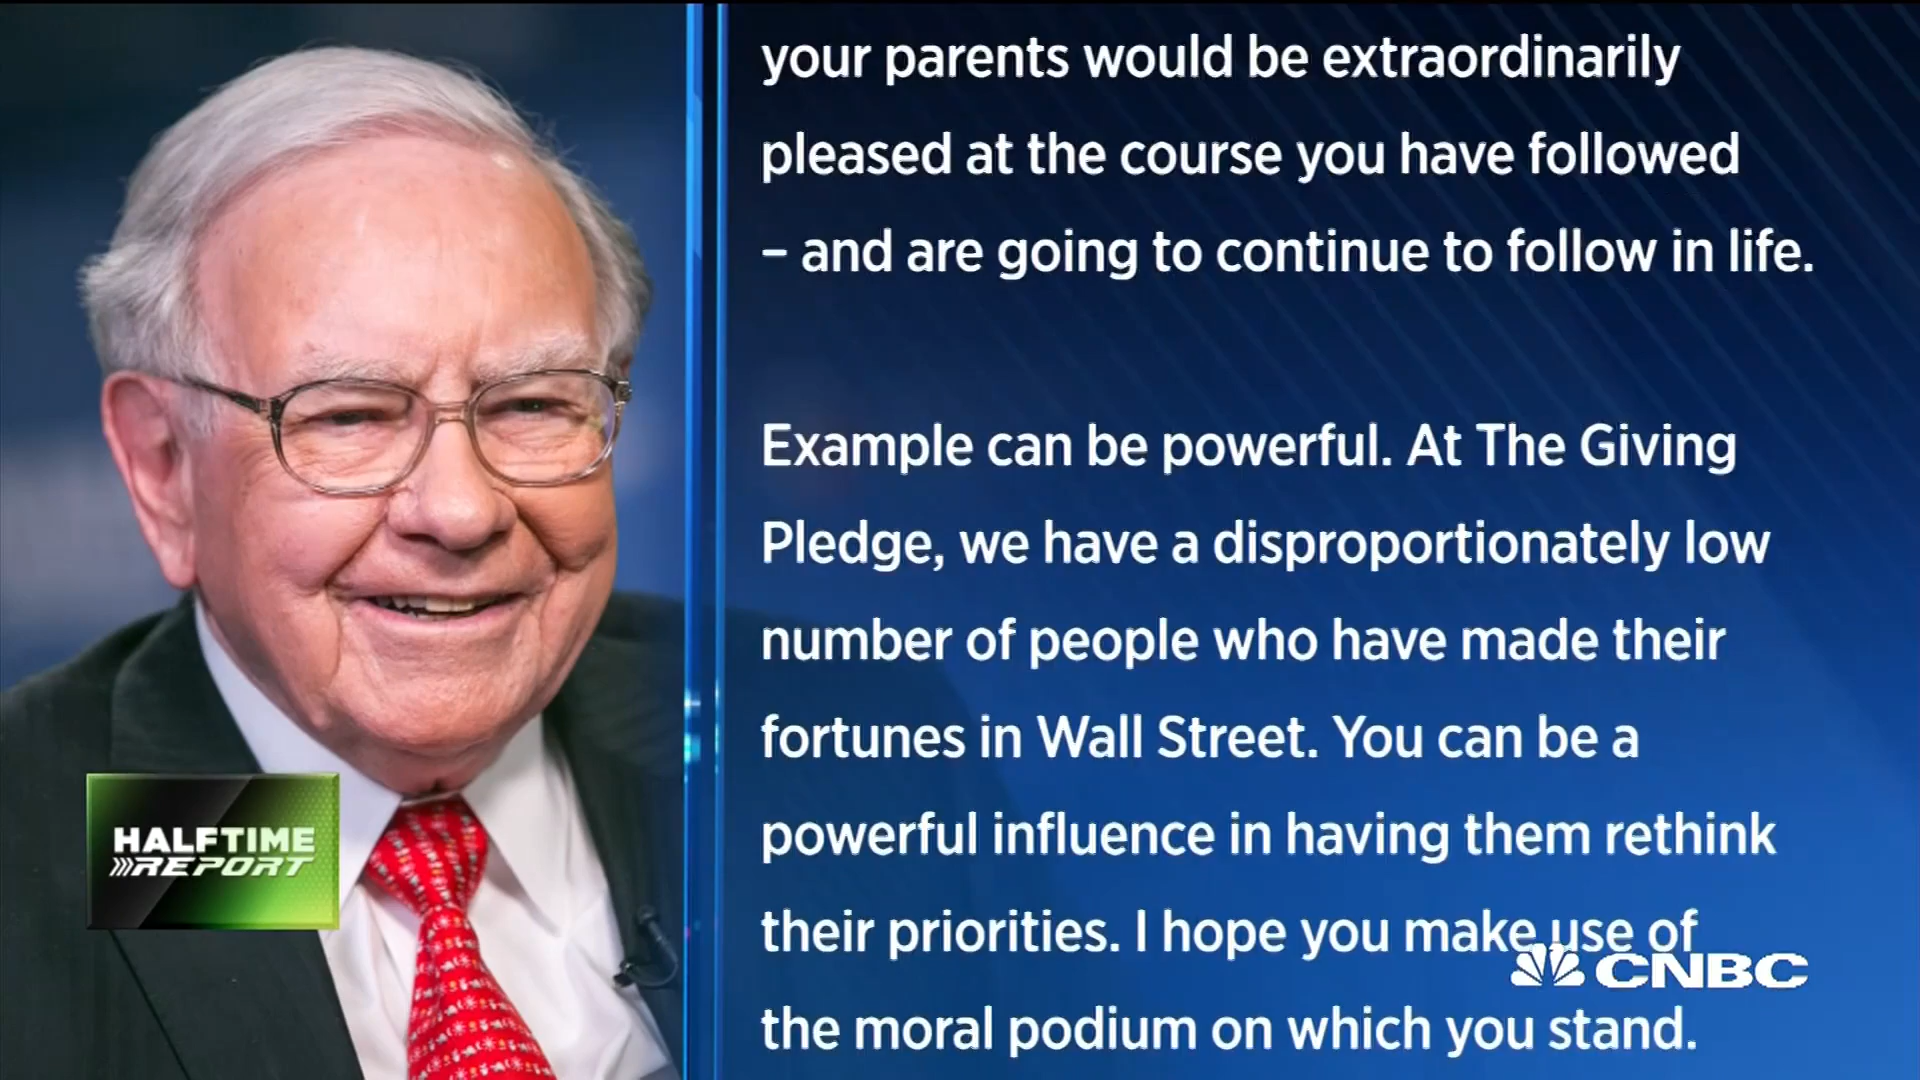 your parents would be extraordinarily
pleased at the course you have followed
– and are going to continue to follow in life.
Example can be powerful. At The Giving
Pledge, we have a disproportionately low
number of people who have made their
fortunes in Wall Street. You can be a
powerful influence in having them rethink
their priorities. I hope you make use of
the moral podium on which you stand.
HALFTIME
REPORT
CNBC